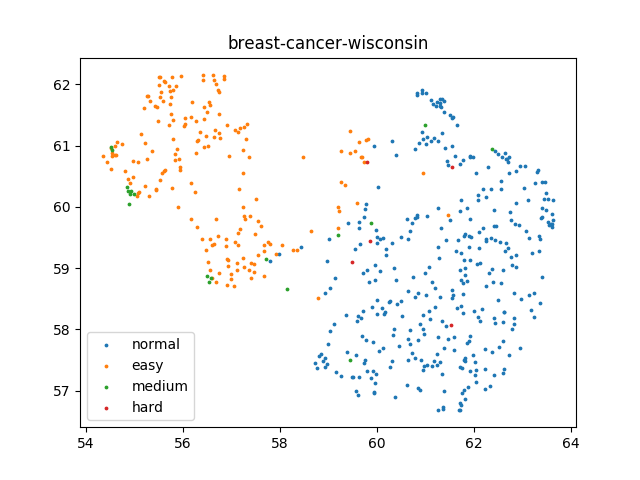 breast-cancer-wisconsin
62
61
60
59
58
57
normal
easy
medium
hard
54 56 58 60 62 64